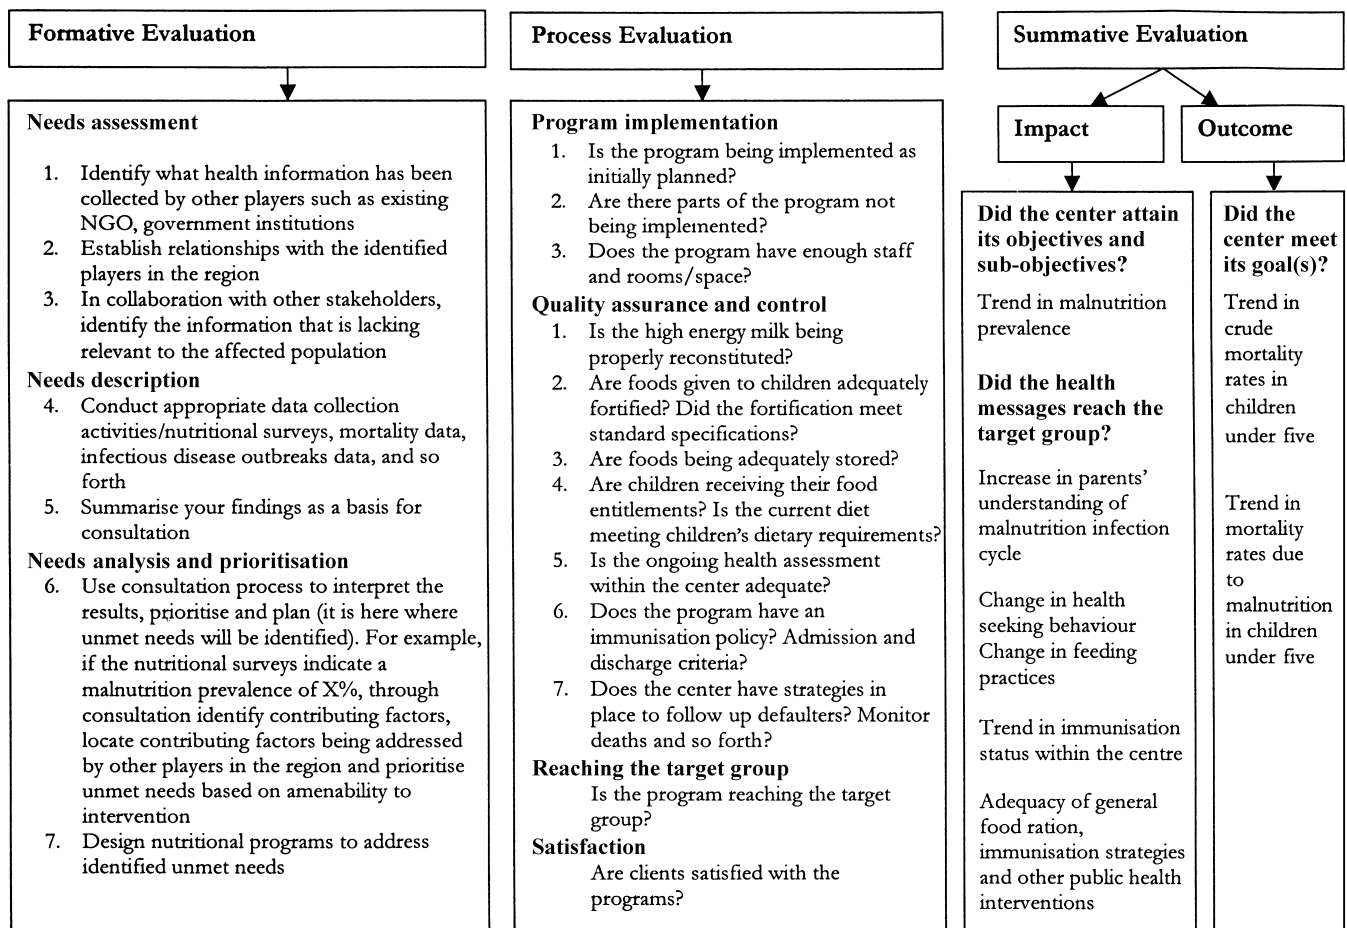 Formative Evaluation
Needs assessment
1. Identify what health information has been
collected by other players such as existing
NGO, government institutions
2. Establish relationships with the identified
players in the region
3. In collaboration with other stakeholders,
identify the information that is lacking
relevant to the affected population
Needs description
4. Conduct appropriate data collection
activities/nutritional surveys, mortality data,
infectious disease outbreaks data, and so
forth
5. Summarise your findings as a basis for
consultation
Needs analysis and prioritisation
6. Use consultation process to interpret the
results, prioritise and plan (it is here where
unmet needs will be identified). For example,
if the nutritional surveys indicate a
malnutrition prevalence of X%, through
consultation identify contributing factors,
locate contributing factors being addressed
by other players in the region and prioritise
unmet needs based on amenability to
intervention
7. Design nutritional programs to address
identified unmet needs
Process Evaluation
Program implementation
1. Is the program being implemented as
initially planned?
2. Are there parts of the program not
being implemented?
3. Does the program have enough staff
and rooms/space?
Quality assurance and control
1. Is the high energy milk being
properly reconstituted?
2. Are foods given to children adequately
fortified? Did the fortification meet
standard specifications?
3. Are foods being adequately stored?
4. Are children receiving their food
entitlements? Is the current diet
meeting children's dietary requirements?
5. Is the ongoing health assessment
within the center adequate?
6. Does the program have an
immunisation policy? Admission and
discharge criteria?
7. Does the center have strategies in
place to follow up defaulters? Monitor
deaths and so forth?
Reaching the target group
Is the program reaching the target
group?
Satisfaction
Are clients satisfied with the
programs?
Summative Evaluation
Impact
Did the center attain
its objectives and
sub-objectives?
Trend in malnutrition
prevalence
Did the health
messages reach the
target group?
Increase in parents'
understanding of
malnutrition infection
cycle
Change in health
seeking behaviour
Change in feeding
practices
Trend in immunisation
status within the centre
Adequacy of general
food ration,
immunisation strategies
and other public health
interventions
Outcome
Did the
center meet
its goal(s)?
Trend in
crude
mortality
rates in
children
under five
Trend in
mortality
rates due
to
malnutrition
in children
under five